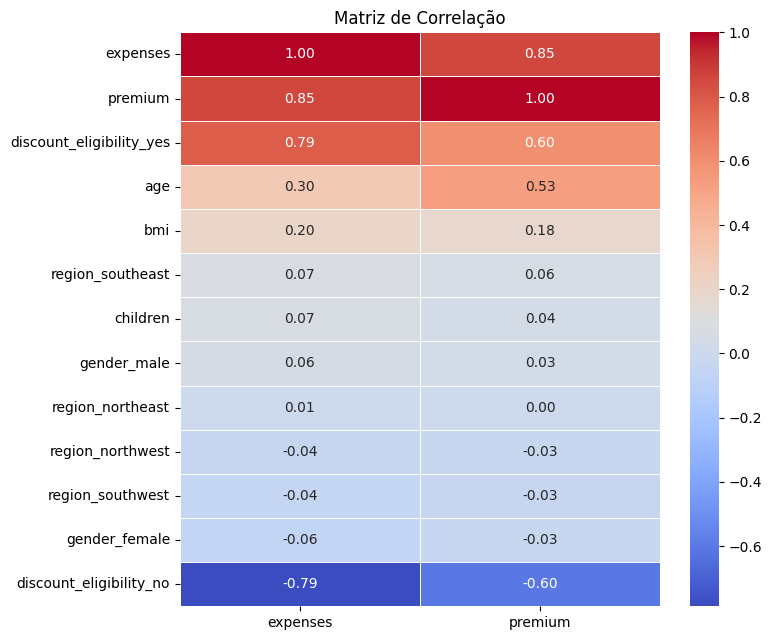 Matriz de Correlação
expenses 1.00 0.85
premium 0.85 1.00
discount_eligibility_yes 0.79 0.60
age 0.30 0.53
bmi 0.20 0.18
region_southeast 0.07 0.06
children 0.07 0.04
gender_male 0.06 0.03
region_northeast 0.01 0.00
region_northwest -0.04 -0.03
region_southwest -0.04 -0.03
gender_female -0.06 -0.03
discount_eligibility_no -0.79 -0.60
expenses premium
1.0
0.8
0.6
0.4
0.2
0.0
−0.2
−0.4
−0.6